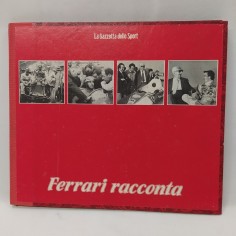 La Gazzetta dello Sport
Ferrari racconta